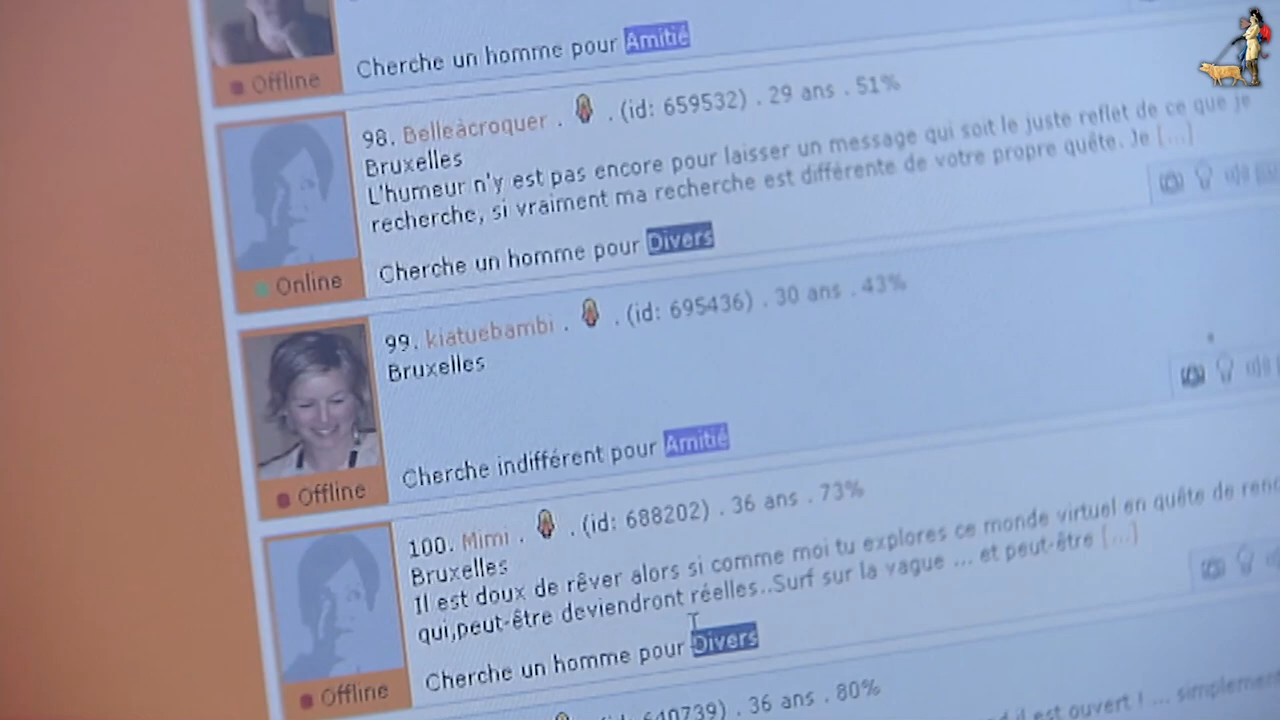 Cherche un homme pour Amitié
Offline
98. Belleàcroquer . . (id: 659532) . 29 ans . 51%
Bruxelles
L'humeur n'y est pas encore pour laisser un message qui soit le juste reflet de ce que je
recherche, si vraiment ma recherche est différente de votre propre quête. Je [...]
Cherche un homme pour Divers
Online
99. kiatuebambi . . (id: 695436) . 30 ans . 43%
Bruxelles
Cherche indifférent pour Amitié
Offline
100. Mimi . . (id: 688202) . 36 ans . 73%
Bruxelles
Il est doux de rêver alors si comme moi tu explores ce monde virtuel en quête de
qui,peut-être deviendront réelles..Surf sur la vague ... et peut-être [...]
Cherche un homme pour Divers
Offline
640739) . 36 ans . 80%
est ouvert ! ... simplement